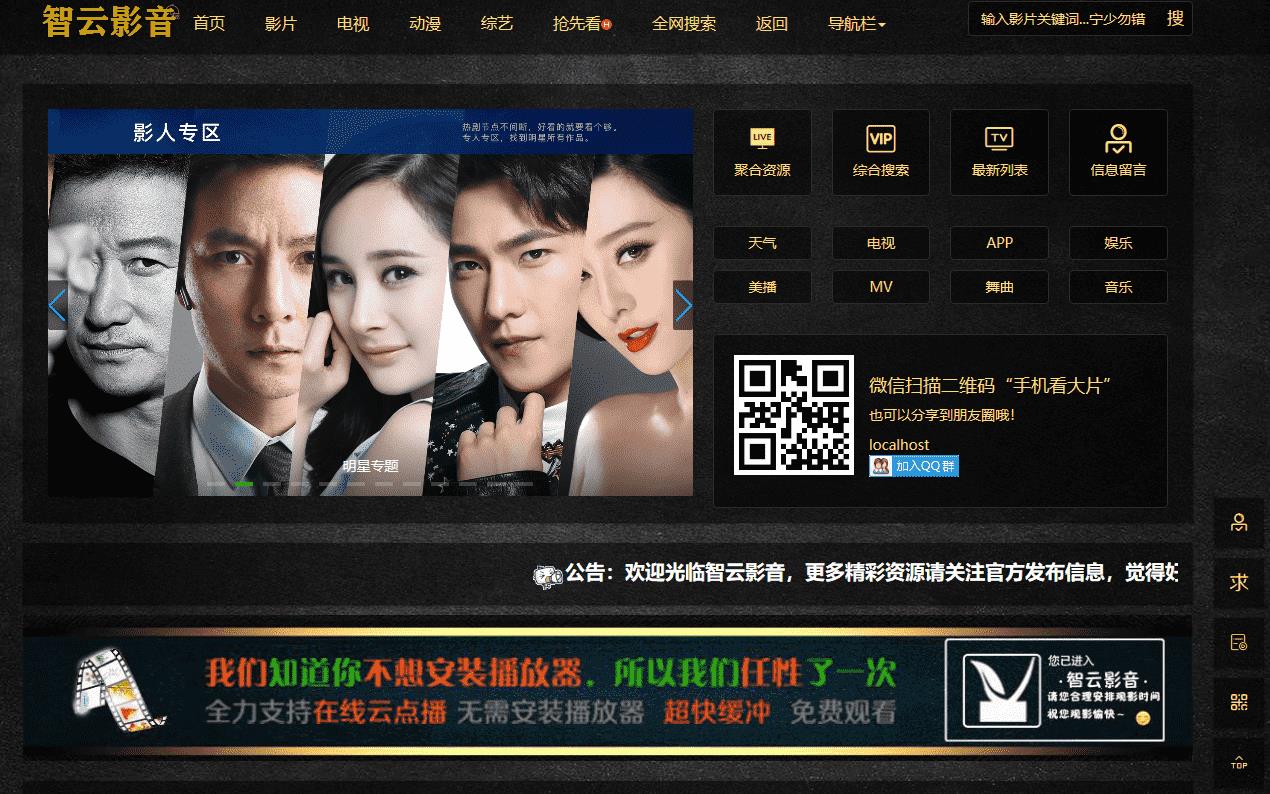 智云影音
首页 影片 电视 动漫 综艺 抢先看 H 全网搜索 返回 导航栏
输入影片关键词...宁少勿错 搜
影人专区
热剧节点不间断，好看的就要看个够。
专人专区，找到明星所有作品。
明星专题
LIVE VIP TV
聚合资源 综合搜索 最新列表 信息留言
天气 电视 APP 娱乐
美播 MV 舞曲 音乐
微信扫描二维码“手机看大片”
也可以分享到朋友圈哦!
localhost
加入QQ群
求
公告：欢迎光临智云影音，更多精彩资源请关注官方发布信息，觉得好
我们知道你不想安装播放器，所以我们任性了一次
全力支持在线云点播 无需安装播放器 超快缓冲 免费观看
您已进入
·智云影音·
请您合理安排观影时间
祝您观影愉快~
TOP